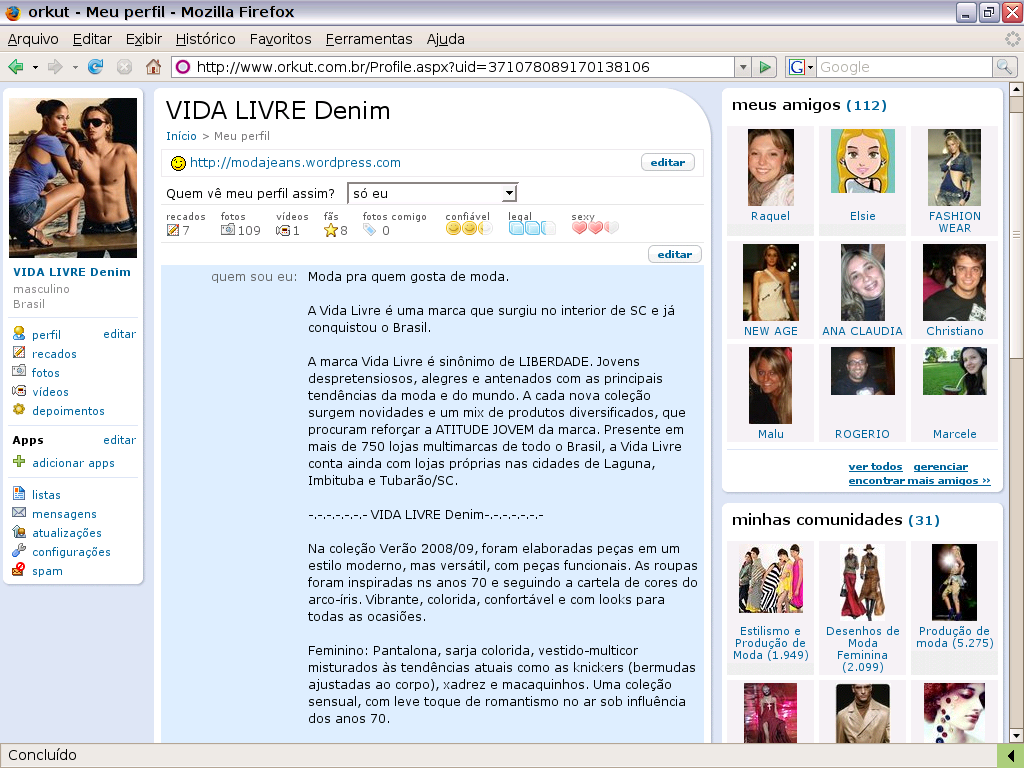 orkut - Meu perfil - Mozilla Firefox
Arquivo Editar Exibir Histórico Favoritos Ferramentas Ajuda
http://www.orkut.com.br/Profile.aspx?uid=371078089170138106
G Google
VIDA LIVRE Denim
masculino
Brasil
perfil editar
recados
fotos
vídeos
depoimentos
Apps editar
adicionar apps
listas
mensagens
atualizações
configurações
spam
VIDA LIVRE Denim
Início > Meu perfil
http://modajeans.wordpress.com editar
Quem vê meu perfil assim? só eu
recados fotos vídeos fãs fotos comigo confiável legal sexy
7 109 1 8 0
editar
quem sou eu: Moda pra quem gosta de moda.
A Vida Livre é uma marca que surgiu no interior de SC e já
conquistou o Brasil.
A marca Vida Livre é sinônimo de LIBERDADE. Jovens
despretensiosos, alegres e antenados com as principais
tendências da moda e do mundo. A cada nova coleção
surgem novidades e um mix de produtos diversificados, que
procuram reforçar a ATITUDE JOVEM da marca. Presente em
mais de 750 lojas multimarcas de todo o Brasil, a Vida Livre
conta ainda com lojas próprias nas cidades de Laguna,
Imbituba e Tubarão/SC.
-.-.-.-.-.-.- VIDA LIVRE Denim-.-.-.-.-.-.-
Na coleção Verão 2008/09, foram elaboradas peças em um
estilo moderno, mas versátil, com peças funcionais. As roupas
foram inspiradas ns anos 70 e seguindo a cartela de cores do
arco-íris. Vibrante, colorida, confortável e com looks para
todas as ocasiões.
Feminino: Pantalona, sarja colorida, vestido-multicor
misturados às tendências atuais como as knickers (bermudas
ajustadas ao corpo), xadrez e macaquinhos. Uma coleção
sensual, com leve toque de romantismo no ar sob influência
dos anos 70.
meus amigos (112)
Raquel Elsie FASHION
WEAR
NEW AGE ANA CLAUDIA Christiano
Malu ROGERIO Marcele
ver todos gerenciar
encontrar mais amigos »
minhas comunidades (31)
Estilismo e Desenhos de Produção de
Produção de Moda moda (5.275)
Moda (1.949) Feminina
(2.099)
Concluído